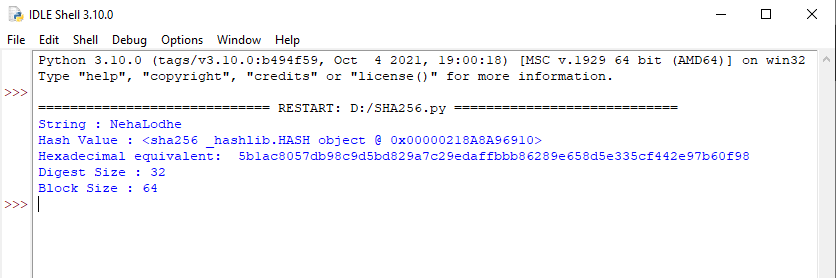 IDLE Shell 3.10.0
File Edit Shell Debug Options Window Help
Python 3.10.0 (tags/v3.10.0:b494f59, Oct  4 2021, 19:00:18) [MSC v.1929 64 bit (AMD64)] on win32
Type "help", "copyright", "credits" or "license()" for more information.
>>>
============================= RESTART: D:/SHA256.py ============================
String : NehaLodhe
Hash Value : <sha256 _hashlib.HASH object @ 0x00000218A8A96910>
Hexadecimal equivalent:  5b1ac8057db98c9d5bd829a7c29edaffbbb86289e658d5e335cf442e97b60f98
Digest Size : 32
Block Size : 64
>>>